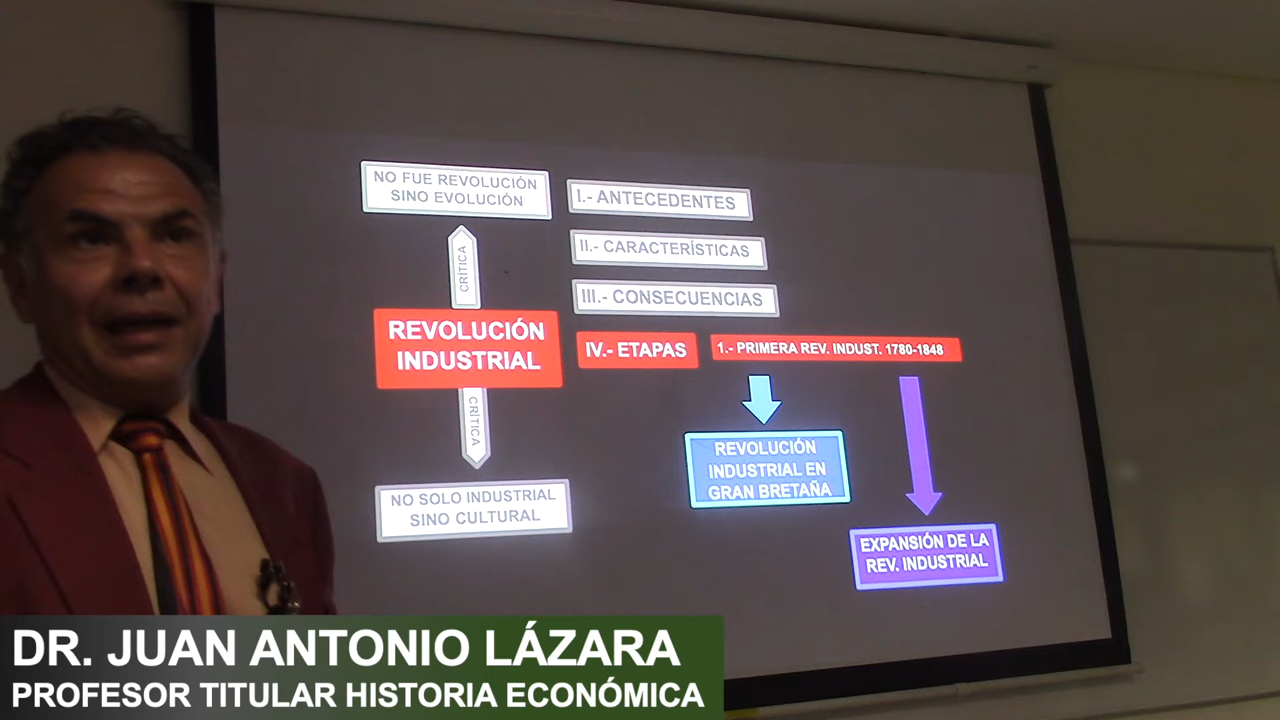 NO FUE REVOLUCIÓN
SINO EVOLUCIÓN
I.- ANTECEDENTES
II.- CARACTERÍSTICAS
CRÍTICA
III.- CONSECUENCIAS
REVOLUCIÓN
INDUSTRIAL
IV.- ETAPAS
1.- PRIMERA REV. INDUST. 1780-1848
CRÍTICA
REVOLUCIÓN
INDUSTRIAL EN
GRAN BRETAÑA
NO SOLO INDUSTRIAL
SINO CULTURAL
EXPANSIÓN DE LA
REV. INDUSTRIAL
DR. JUAN ANTONIO LÁZARA
PROFESOR TITULAR HISTORIA ECONÓMICA